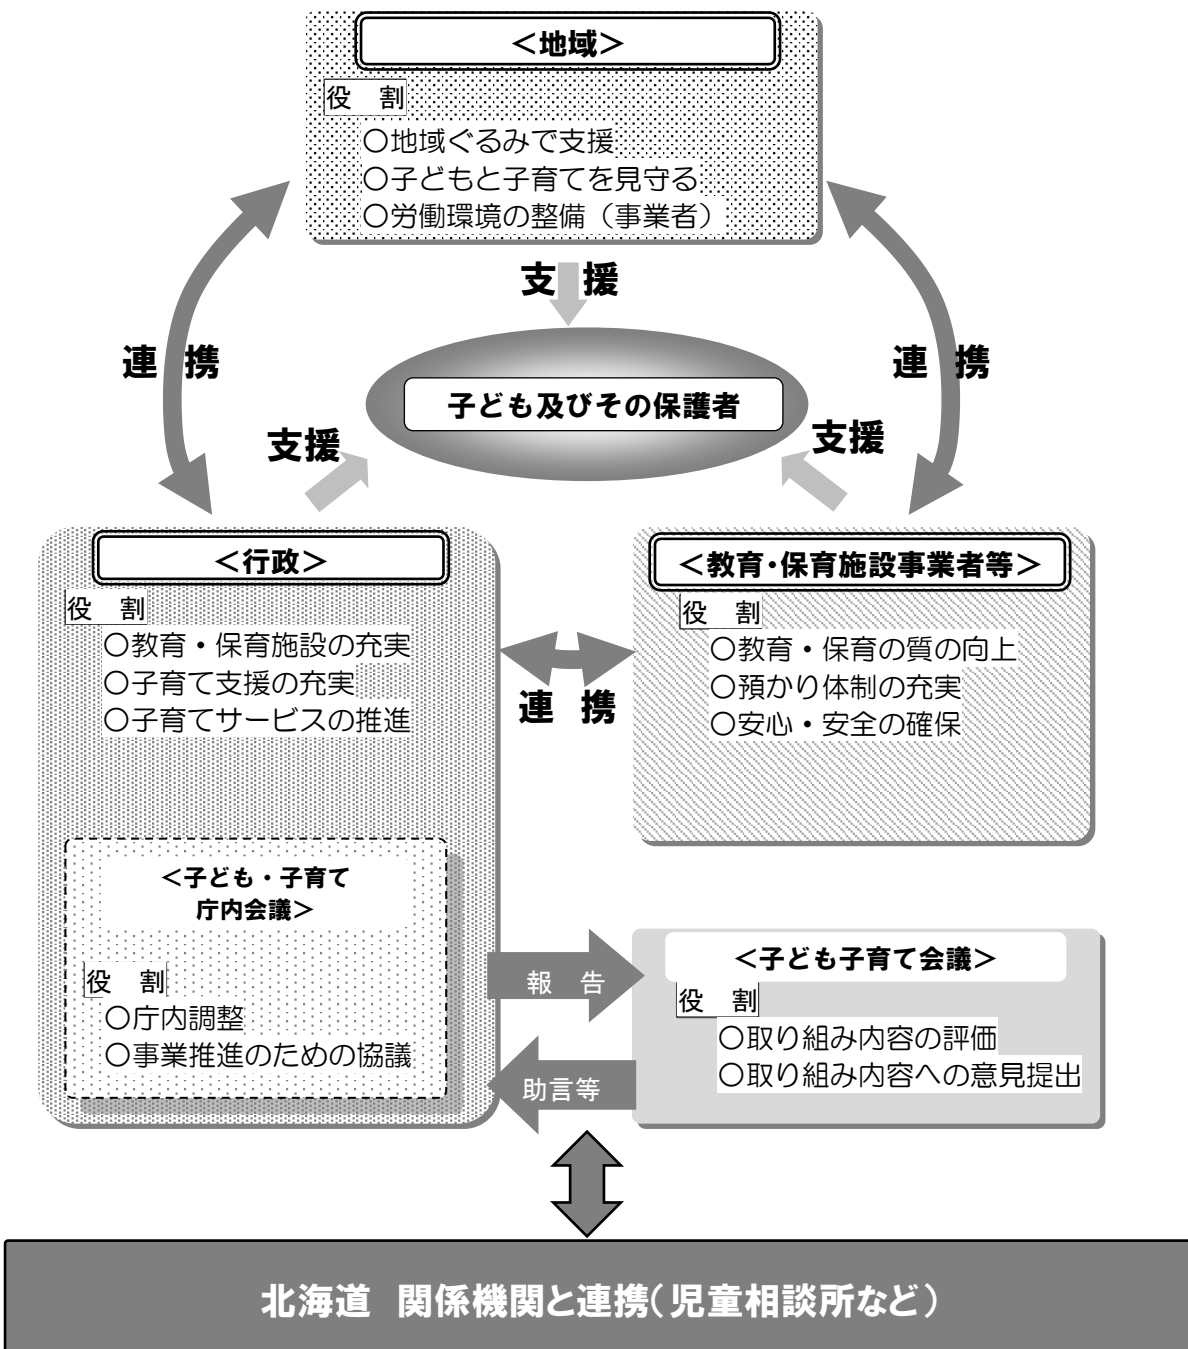 ＜地域＞
役　割
○地域ぐるみで支援
○子どもと子育てを見守る
○労働環境の整備（事業者）
支　援
連　携
連　携
子ども及びその保護者
支援
支援
＜行政＞
役　割
○教育・保育施設の充実
○子育て支援の充実
○子育てサービスの推進
＜教育・保育施設事業者等＞
役　割
○教育・保育の質の向上
○預かり体制の充実
○安心・安全の確保
連　携
＜子ども・子育て
庁内会議＞
役　割
○庁内調整
○事業推進のための協議
報　告
助言等
＜子ども子育て会議＞
役　割
○取り組み内容の評価
○取り組み内容への意見提出
北海道　関係機関と連携（児童相談所など）